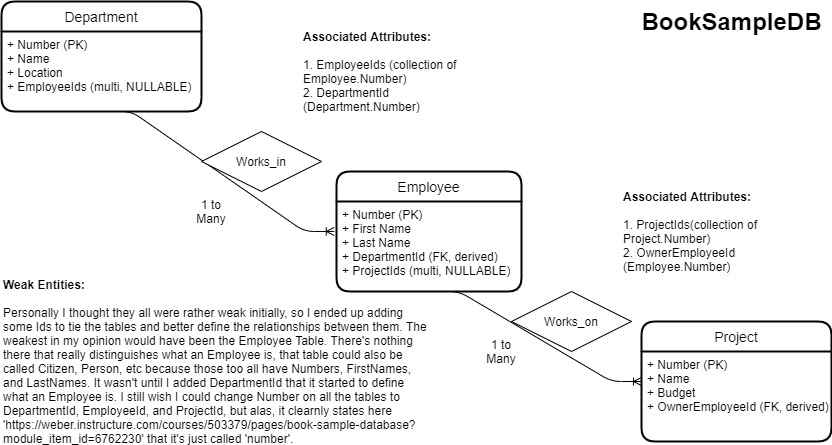 BookSampleDB
Department
+ Number (PK)
+ Name
+ Location
+ EmployeeIds (multi, NULLABLE)
Associated Attributes:
1. EmployeeIds (collection of
Employee.Number)
2. DepartmentId
(Department.Number)
Works_in
1 to
Many
Employee
+ Number (PK)
+ First Name
+ Last Name
+ DepartmentId (FK, derived)
+ ProjectIds (multi, NULLABLE)
Associated Attributes:
1. ProjectIds(collection of
Project.Number)
2. OwnerEmployeeId
(Employee.Number)
Works_on
1 to
Many
Project
+ Number (PK)
+ Name
+ Budget
+ OwnerEmployeeId (FK, derived)
Weak Entities:
Personally I thought they all were rather weak initially, so I ended up adding
some Ids to tie the tables and better define the relationships between them. The
weakest in my opinion would have been the Employee Table. There's nothing
there that really distinguishes what an Employee is, that table could also be
called Citizen, Person, etc because those too all have Numbers, FirstNames,
and LastNames. It wasn't until I added DepartmentId that it started to define
what an Employee is. I still wish I could change Number on all the tables to
DepartmentId, EmployeeId, and ProjectId, but alas, it clearnly states here
'https://weber.instructure.com/courses/503379/pages/book-sample-database?
module_item_id=6762230' that it's just called 'number'.